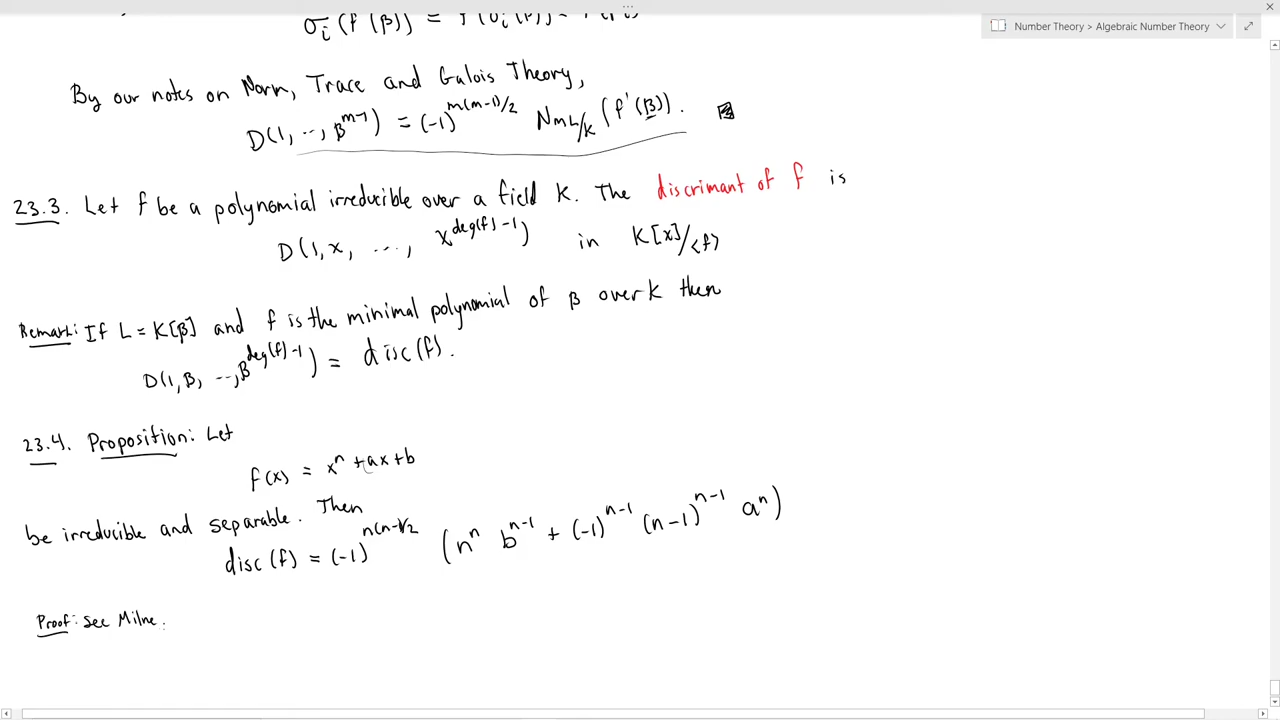 Number Theory > Algebraic Number Theory
By our notes on Norm, Trace and Galois Theory,
D(1, ..., β^{m-1}) = (-1)^{m(m-1)/2} Nm_{L/K} (f'(β)).
23.3. Let f be a polynomial irreducible over a field K. The discrimant of f is
D(1, x, ..., x^{deg(f)-1}) in K[x]/<f>
Remark: If L = K[β] and f is the minimal polynomial of β over K then
D(1, β, ..., β^{deg(f)-1}) = disc(f).
23.4. Proposition: Let
f(x) = x^n + ax + b
be irreducible and separable. Then
disc(f) = (-1)^{n(n-1)/2} (n^n b^{n-1} + (-1)^{n-1} (n-1)^{n-1} a^n)
Proof: See Milne.